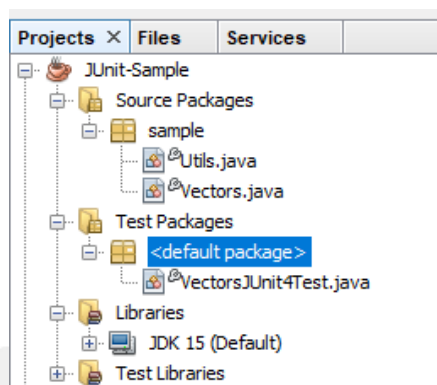 Projects × Files Services
JUnit-Sample
Source Packages
sample
Utils.java
Vectors.java
Test Packages
<default package>
VectorsJUnit4Test.java
Libraries
JDK 15 (Default)
Test Libraries